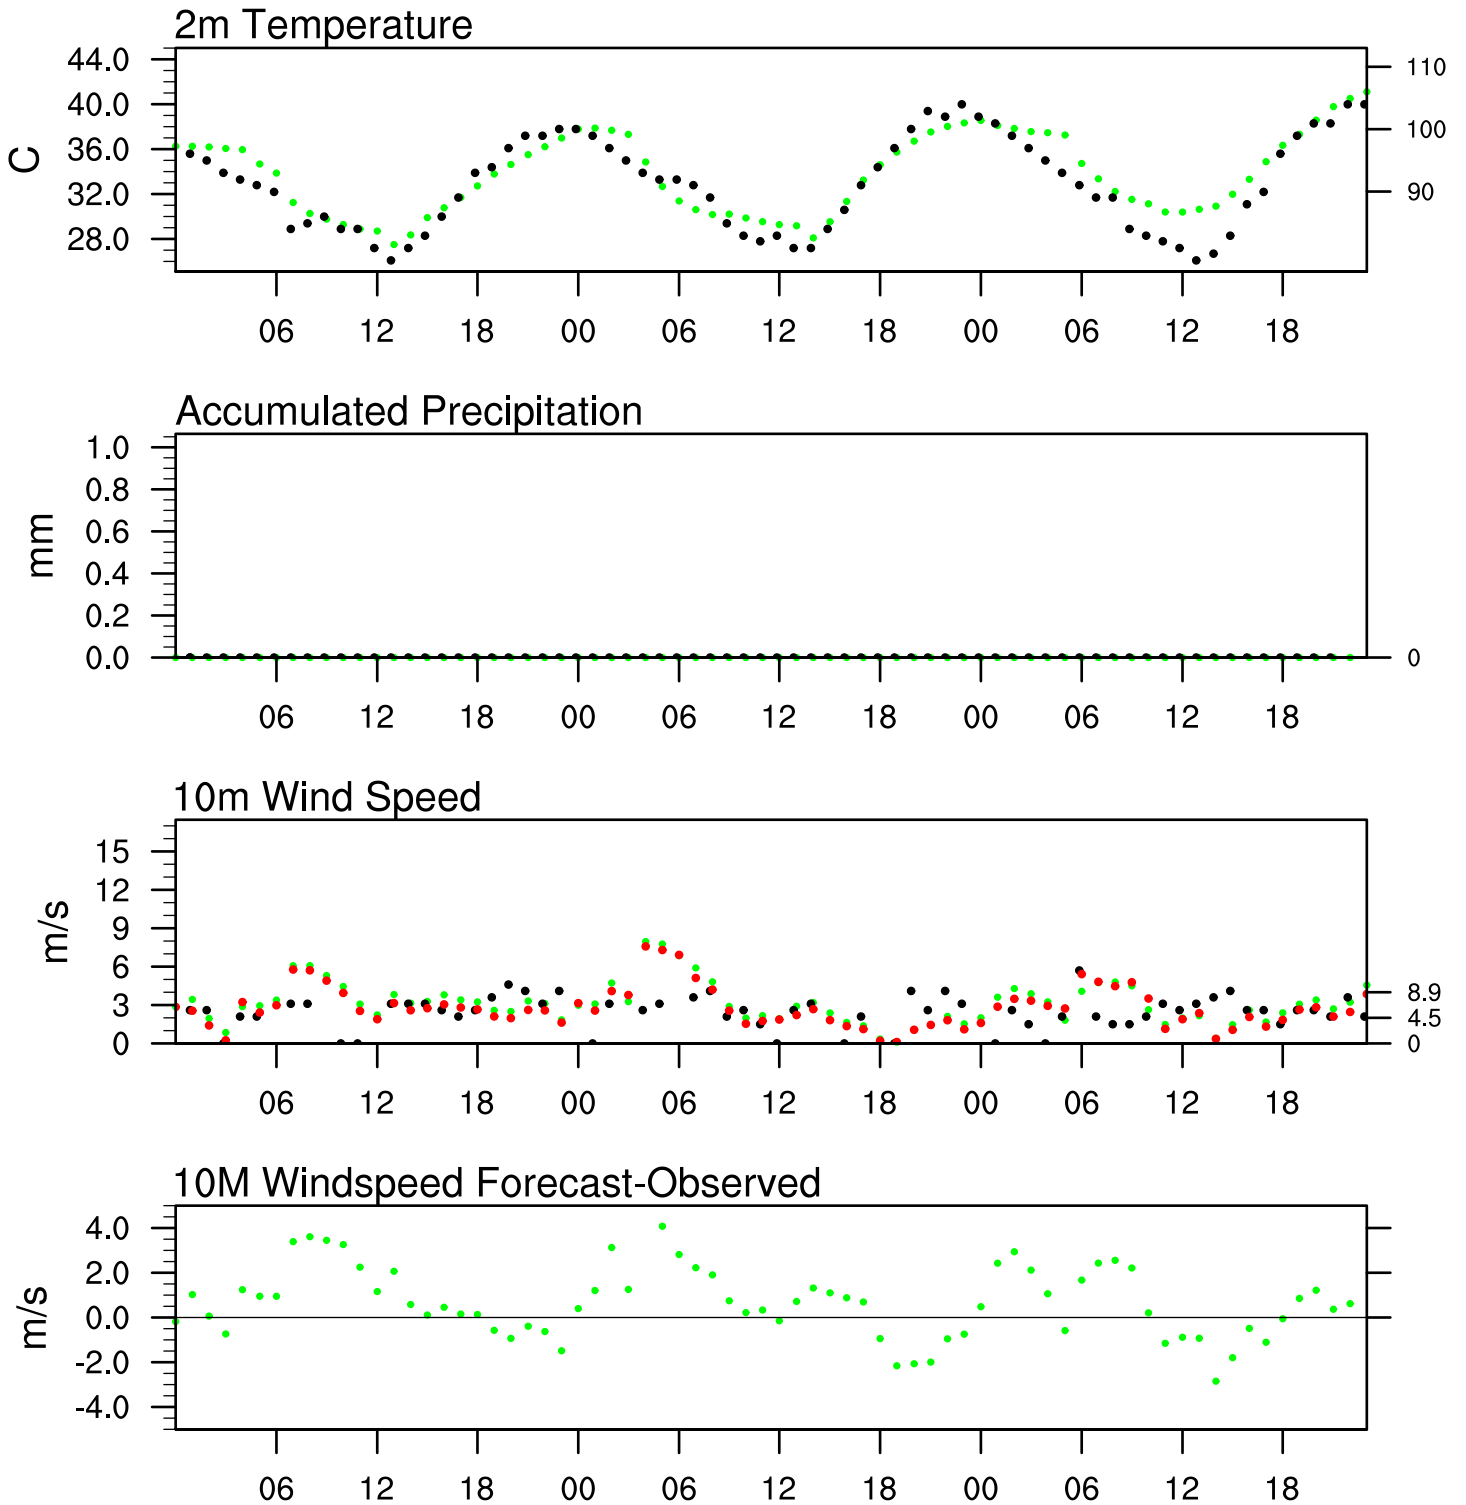 2m Temperature
44.0
40.0
36.0
32.0
28.0
C
110
100
90
06 12 18 00 06 12 18 00 06 12 18
Accumulated Precipitation
1.0
0.8
0.6
0.4
0.2
0.0
mm
0
06 12 18 00 06 12 18 00 06 12 18
10m Wind Speed
15
12
9
6
3
0
m/s
8.9
4.5
0
06 12 18 00 06 12 18 00 06 12 18
10M Windspeed Forecast-Observed
4.0
2.0
0.0
-2.0
-4.0
m/s
06 12 18 00 06 12 18 00 06 12 18